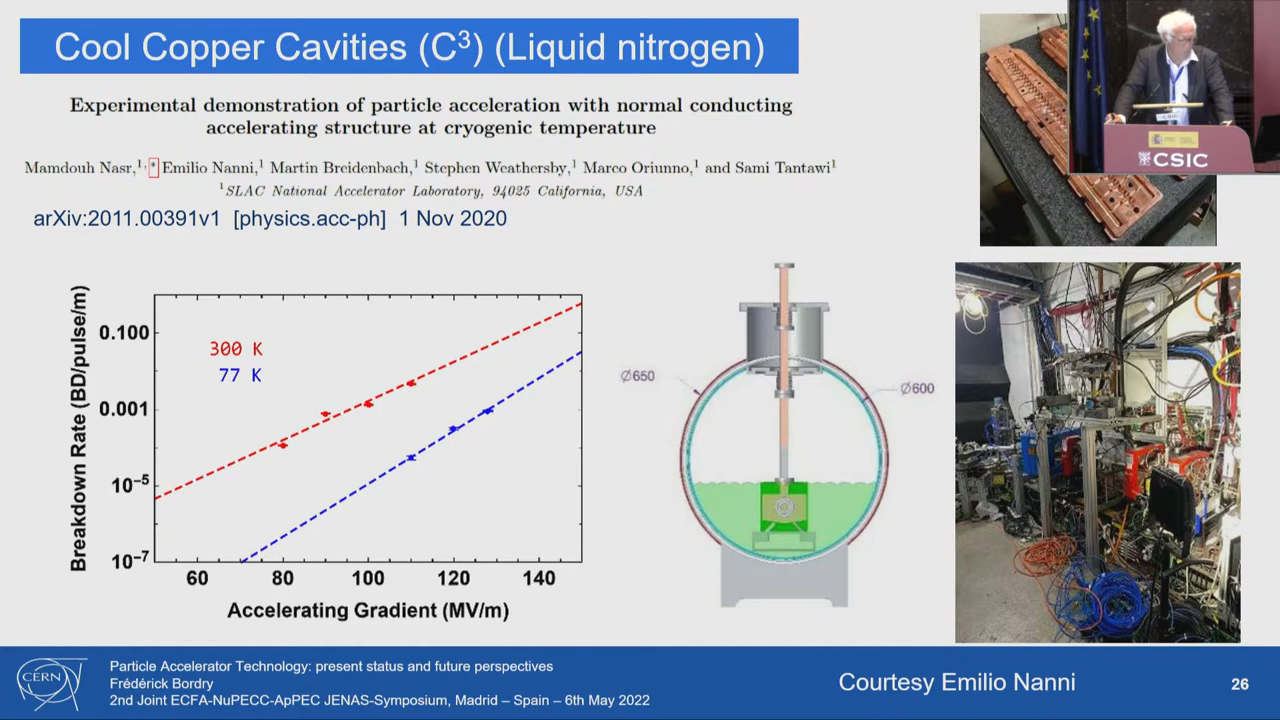 Cool Copper Cavities (C³) (Liquid nitrogen)
Experimental demonstration of particle acceleration with normal conducting
accelerating structure at cryogenic temperature
Mamdouh Nasr,¹,* Emilio Nanni,¹ Martin Breidenbach,¹ Stephen Weathersby,¹ Marco Oriunno,¹ and Sami Tantawi¹
¹SLAC National Accelerator Laboratory, 94025 California, USA
arXiv:2011.00391v1 [physics.acc-ph] 1 Nov 2020
CSIC
CSIC
Breakdown Rate (BD/pulse/m)
0.100
0.001
10⁻⁵
10⁻⁷
300 K
77 K
60 80 100 120 140
Accelerating Gradient (MV/m)
Ø650
Ø600
CERN
Particle Accelerator Technology: present status and future perspectives
Frédérick Bordry
2nd Joint ECFA-NuPECC-ApPEC JENAS-Symposium, Madrid – Spain – 6th May 2022
Courtesy Emilio Nanni
26